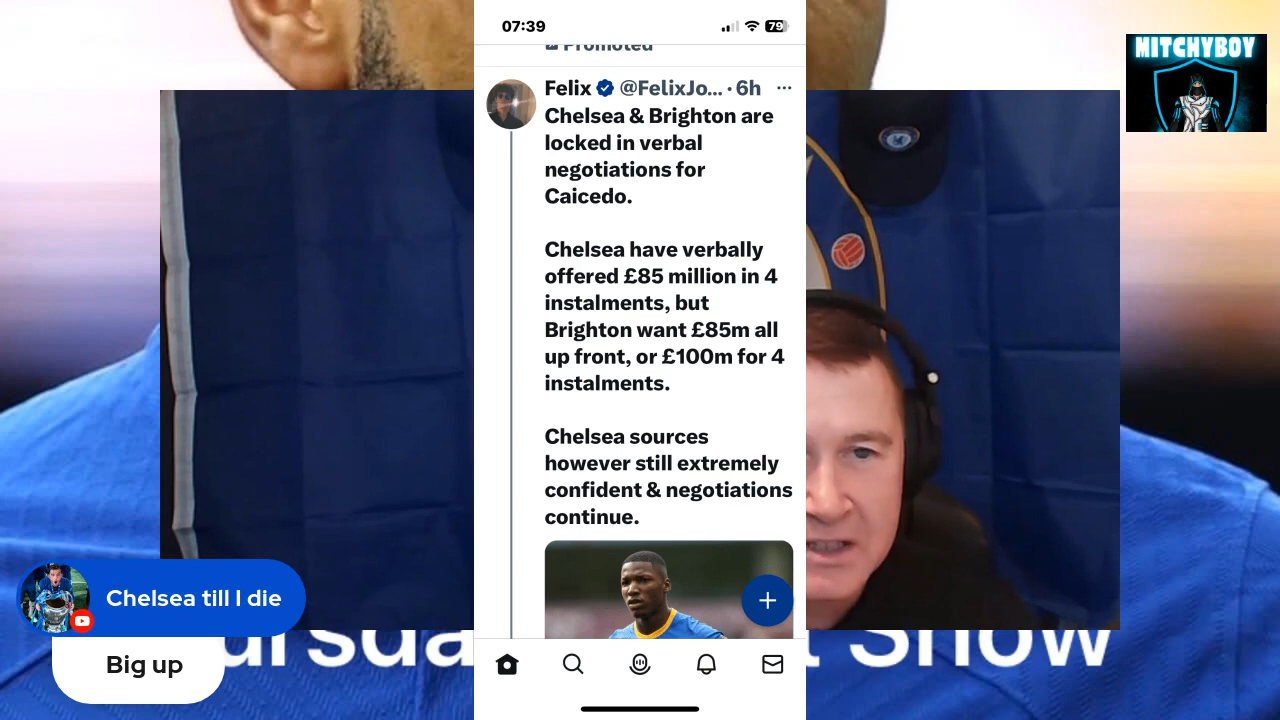 07:39
79
Promoted
MITCHYBOY
Felix @FelixJo... · 6h
Chelsea & Brighton are
locked in verbal
negotiations for
Caicedo.
Chelsea have verbally
offered £85 million in 4
instalments, but
Brighton want £85m all
up front, or £100m for 4
instalments.
Chelsea sources
however still extremely
confident & negotiations
continue.
Chelsea till I die
Big up
Show